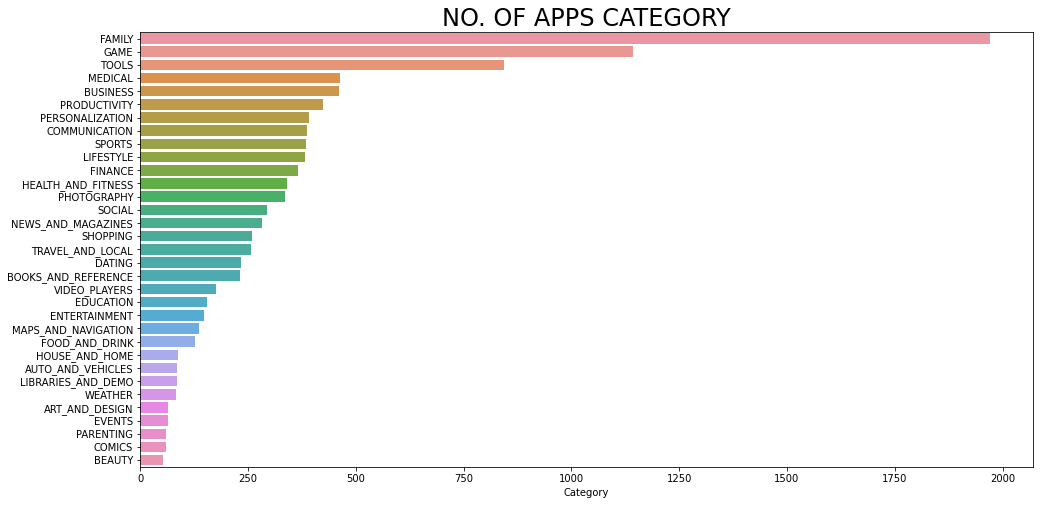 NO. OF APPS CATEGORY
FAMILY
GAME
TOOLS
MEDICAL
BUSINESS
PRODUCTIVITY
PERSONALIZATION
COMMUNICATION
SPORTS
LIFESTYLE
FINANCE
HEALTH_AND_FITNESS
PHOTOGRAPHY
SOCIAL
NEWS_AND_MAGAZINES
SHOPPING
TRAVEL_AND_LOCAL
DATING
BOOKS_AND_REFERENCE
VIDEO_PLAYERS
EDUCATION
ENTERTAINMENT
MAPS_AND_NAVIGATION
FOOD_AND_DRINK
HOUSE_AND_HOME
AUTO_AND_VEHICLES
LIBRARIES_AND_DEMO
WEATHER
ART_AND_DESIGN
EVENTS
PARENTING
COMICS
BEAUTY
0 250 500 750 1000 1250 1500 1750 2000
Category